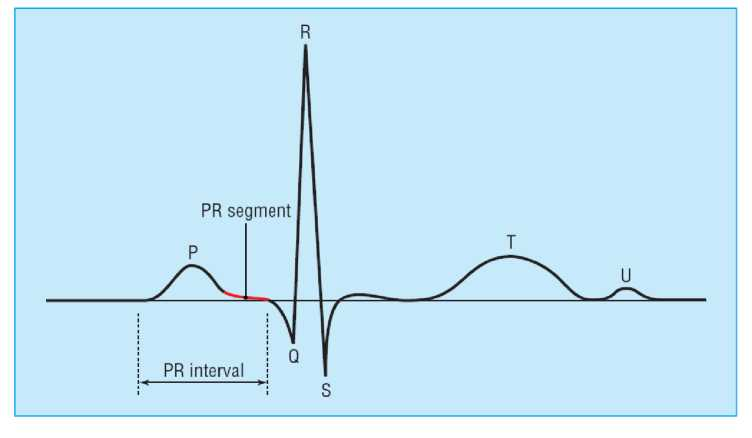 R
PR segment
P
T
U
Q
PR interval
S